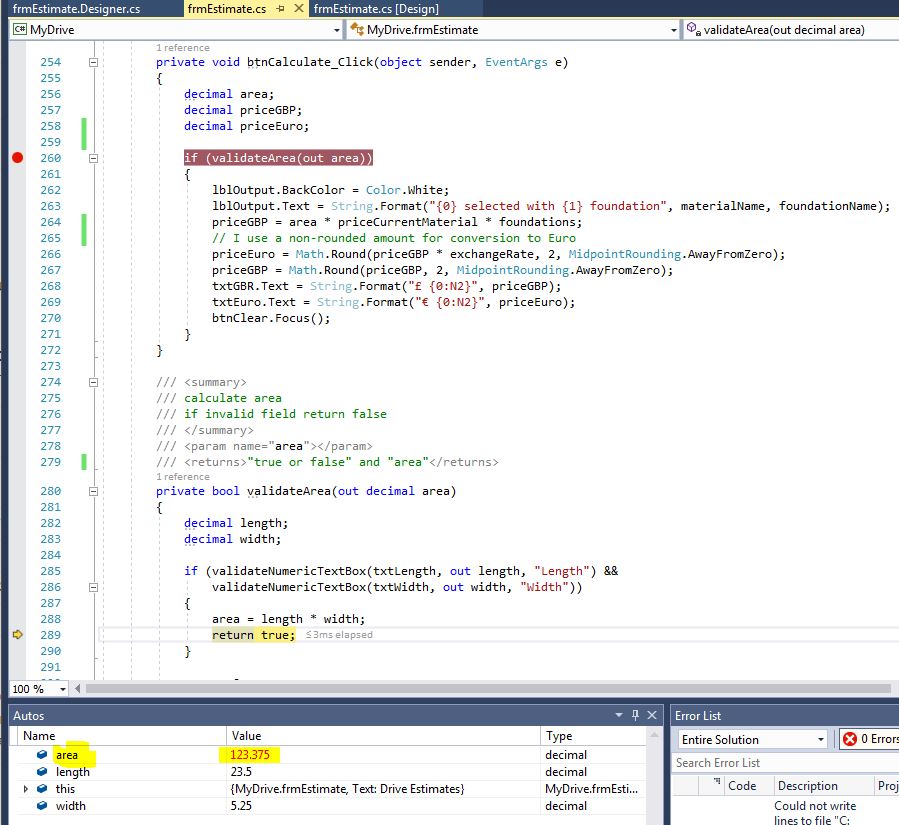 frmEstimate.Designer.cs frmEstimate.cs frmEstimate.cs [Design]
C# MyDrive MyDrive.frmEstimate validateArea(out decimal area)
1 reference
254 private void btnCalculate_Click(object sender, EventArgs e)
255 {
256 decimal area;
257 decimal priceGBP;
258 decimal priceEuro;
259
260 if (validateArea(out area))
261 {
262 lblOutput.BackColor = Color.White;
263 lblOutput.Text = String.Format("{0} selected with {1} foundation", materialName, foundationName);
264 priceGBP = area * priceCurrentMaterial * foundations;
265 // I use a non-rounded amount for conversion to Euro
266 priceEuro = Math.Round(priceGBP * exchangeRate, 2, MidpointRounding.AwayFromZero);
267 priceGBP = Math.Round(priceGBP, 2, MidpointRounding.AwayFromZero);
268 txtGBR.Text = String.Format("£ {0:N2}", priceGBP);
269 txtEuro.Text = String.Format("€ {0:N2}", priceEuro);
270 btnClear.Focus();
271 }
272 }
273
274 /// <summary>
275 /// calculate area
276 /// if invalid field return false
277 /// </summary>
278 /// <param name="area"></param>
279 /// <returns>"true or false" and "area"</returns>
1 reference
280 private bool validateArea(out decimal area)
281 {
282 decimal length;
283 decimal width;
284
285 if (validateNumericTextBox(txtLength, out length, "Length") &&
286 validateNumericTextBox(txtWidth, out width, "Width"))
287 {
288 area = length * width;
289 return true; ≤3ms elapsed
290 }
291
100 %
Autos
Name Value Type
area 123.375 decimal
length 23.5 decimal
this {MyDrive.frmEstimate, Text: Drive Estimates} MyDrive.frmEsti...
width 5.25 decimal
Error List
Entire Solution 0 Errors
Search Error List
Code Description Proj
Could not write
lines to file "C: